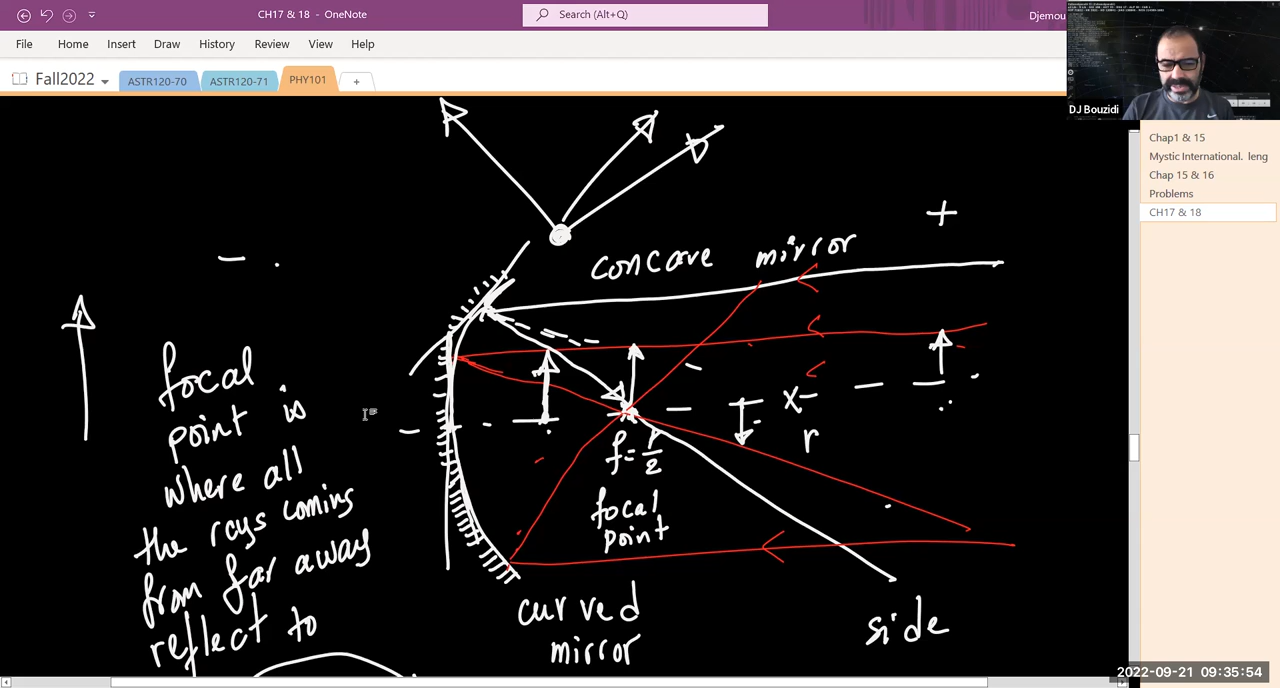 CH17 & 18 - OneNote
Search (Alt+Q)
Djemou
File Home Insert Draw History Review View Help
Fall2022
ASTR120-70
ASTR120-71
PHY101
+
DJ Bouzidi
Chap1 & 15
Mystic International. leng
Chap 15 & 16
Problems
CH17 & 18
+
concave mirror
-
focal
point is
where all
the rays coming
from far away
reflect to
x
r
f = r/2
focal
point
curved
mirror
side
2022-09-21 09:35:54